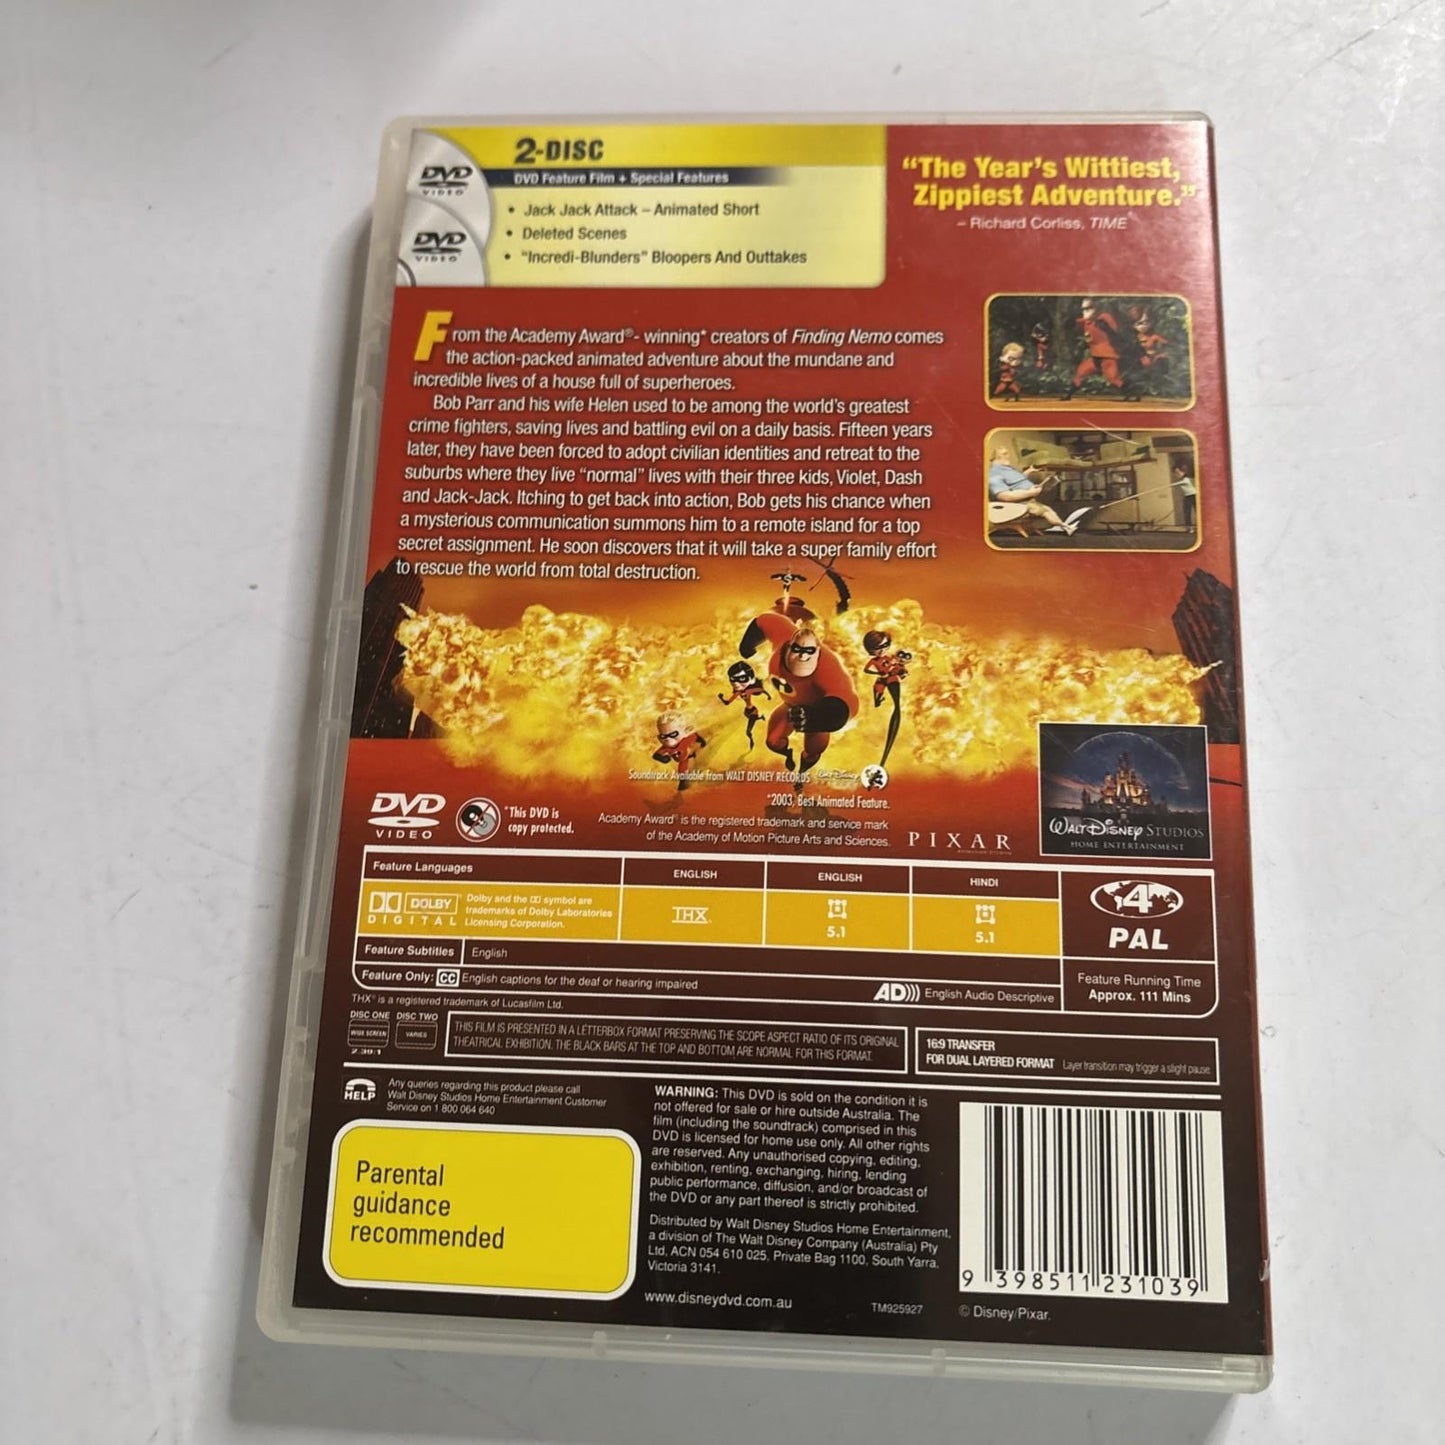 2-DISC
DVD Feature Film + Special Features
DVD
VIDEO
• Jack Jack Attack – Animated Short
DVD
VIDEO
• Deleted Scenes
• "Incredi-Blunders" Bloopers And Outtakes
"The Year's Wittiest,
Zippiest Adventure."
– Richard Corliss, TIME
From the Academy Award®- winning* creators of Finding Nemo comes
the action-packed animated adventure about the mundane and
incredible lives of a house full of superheroes.
Bob Parr and his wife Helen used to be among the world's greatest
crime fighters, saving lives and battling evil on a daily basis. Fifteen years
later, they have been forced to adopt civilian identities and retreat to the
suburbs where they live "normal" lives with their three kids, Violet, Dash
and Jack-Jack. Itching to get back into action, Bob gets his chance when
a mysterious communication summons him to a remote island for a top
secret assignment. He soon discovers that it will take a super family effort
to rescue the world from total destruction.
Soundtrack Available from WALT DISNEY RECORDS
*2003, Best Animated Feature.
Academy Award® is the registered trademark and service mark
of the Academy of Motion Picture Arts and Sciences.
DVD
VIDEO
*This DVD is
copy protected.
PIXAR
WALT DISNEY STUDIOS
HOME ENTERTAINMENT
Feature Languages
ENGLISH
ENGLISH
HINDI
DOLBY
DIGITAL
Dolby and the DD symbol are
trademarks of Dolby Laboratories
Licensing Corporation.
THX
5.1
5.1
4
PAL
Feature Subtitles
English
Feature Only: CC English captions for the deaf or hearing impaired
AD))) English Audio Descriptive
Feature Running Time
Approx. 111 Mins
THX® is a registered trademark of Lucasfilm Ltd.
DISC ONE DISC TWO
WIDE SCREEN VARIES
2.39:1
THIS FILM IS PRESENTED IN A LETTERBOX FORMAT PRESERVING THE SCOPE ASPECT RATIO OF ITS ORIGINAL
THEATRICAL EXHIBITION. THE BLACK BARS AT THE TOP AND BOTTOM ARE NORMAL FOR THIS FORMAT.
16:9 TRANSFER
FOR DUAL LAYERED FORMAT Layer transition may trigger a slight pause.
HELP
Any queries regarding this product please call
Walt Disney Studios Home Entertainment Customer
Service on 1 800 064 640
Parental
guidance
recommended
WARNING: This DVD is sold on the condition it is
not offered for sale or hire outside Australia. The
film (including the soundtrack) comprised in this
DVD is licensed for home use only. All other rights
are reserved. Any unauthorised copying, editing,
exhibition, renting, exchanging, hiring, lending
public performance, diffusion, and/or broadcast of
the DVD or any part thereof is strictly prohibited.
Distributed by Walt Disney Studios Home Entertainment,
a division of The Walt Disney Company (Australia) Pty
Ltd, ACN 054 610 025, Private Bag 1100, South Yarra,
Victoria 3141.
www.disneydvd.com.au
TM925927
9 398511 231039
© Disney/Pixar.